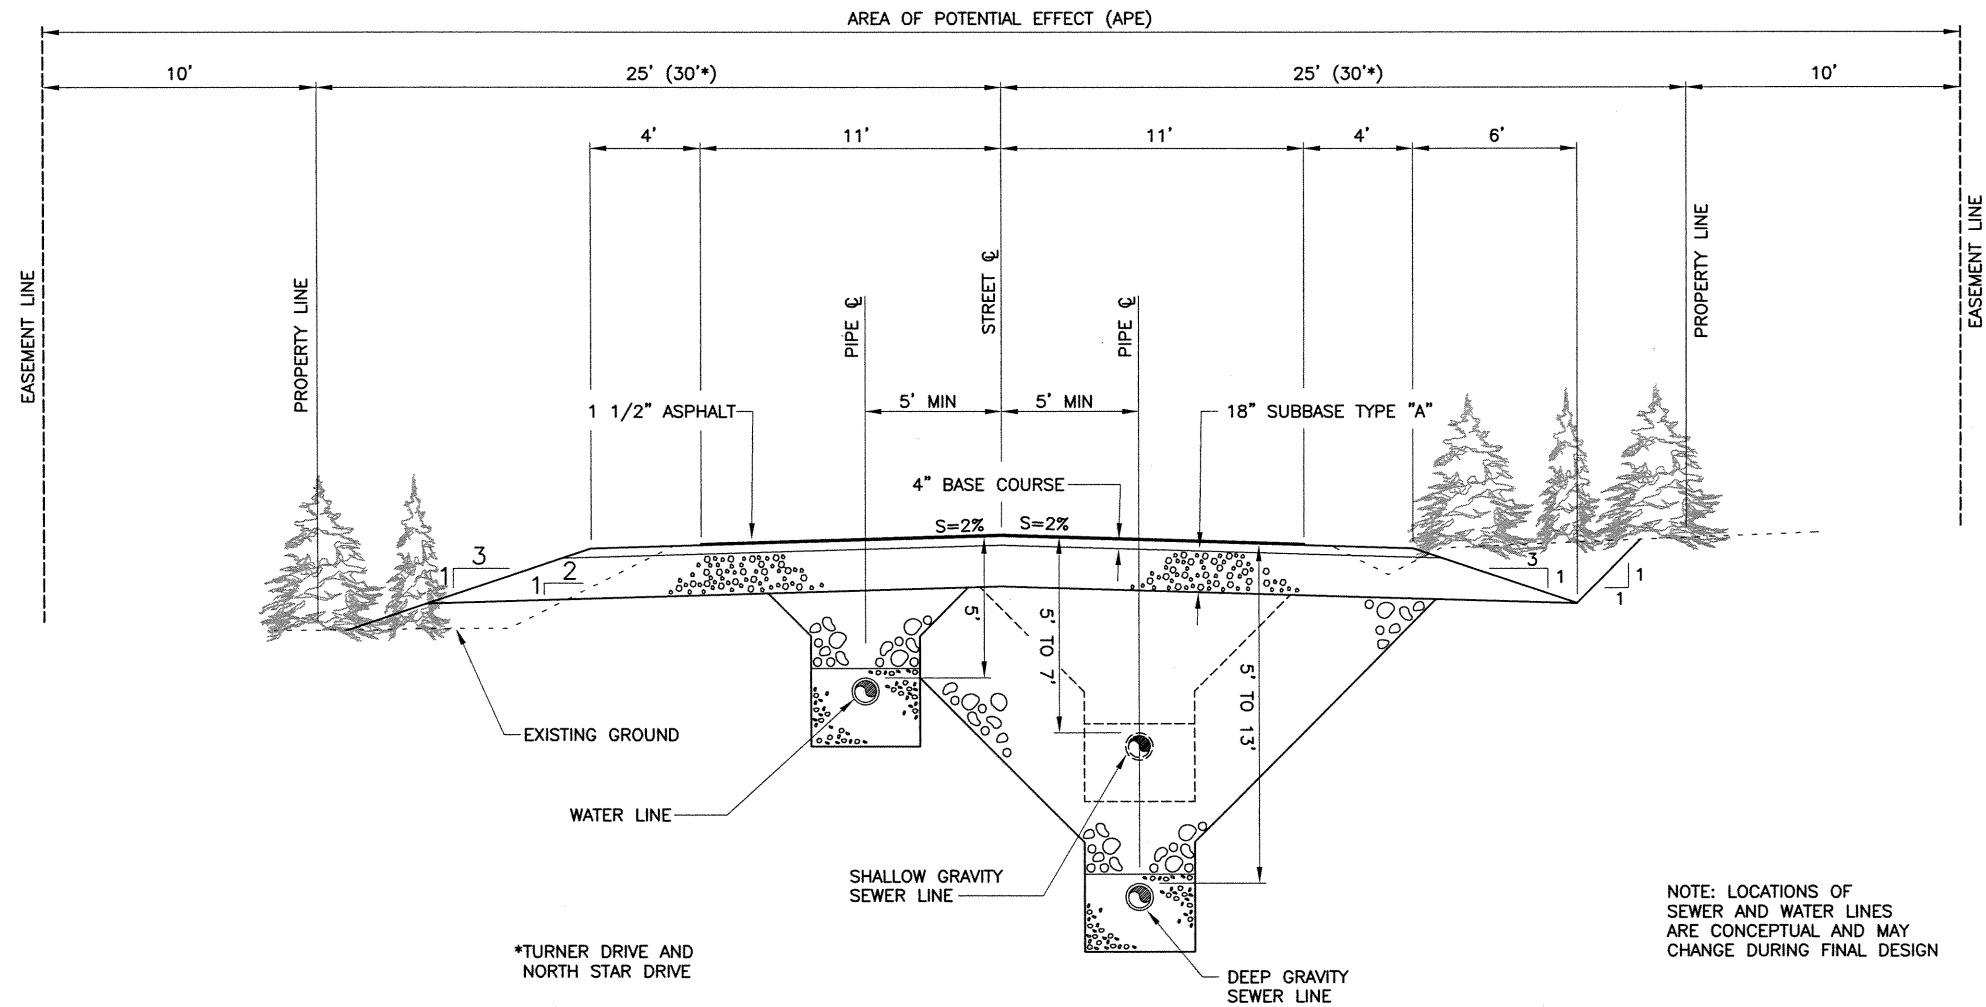 AREA OF POTENTIAL EFFECT (APE)
10'
25' (30'*)
25' (30'*)
10'
4'
11'
11'
4'
6'
EASEMENT LINE
PROPERTY LINE
PIPE ℄
STREET ℄
PIPE ℄
PROPERTY LINE
EASEMENT LINE
1 1/2" ASPHALT
5' MIN
5' MIN
18" SUBBASE TYPE "A"
4" BASE COURSE
S=2%
S=2%
3
1
2
1
3
1
1
1
5'
5' TO 7'
5' TO 13'
EXISTING GROUND
WATER LINE
SHALLOW GRAVITY
SEWER LINE
DEEP GRAVITY
SEWER LINE
*TURNER DRIVE AND
NORTH STAR DRIVE
NOTE: LOCATIONS OF
SEWER AND WATER LINES
ARE CONCEPTUAL AND MAY
CHANGE DURING FINAL DESIGN